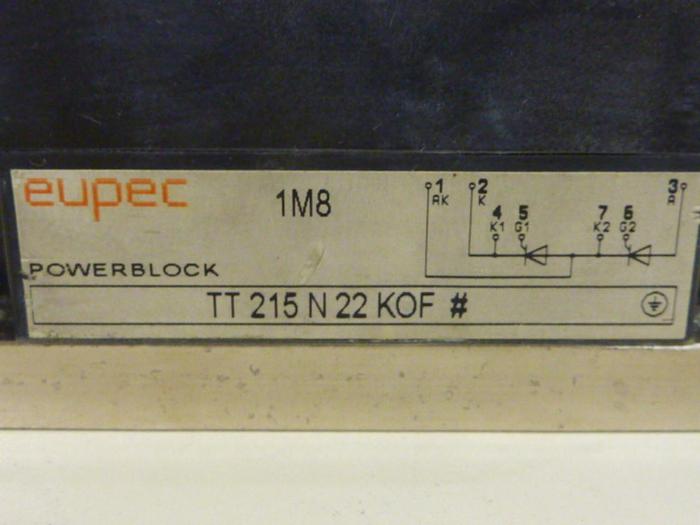 eupec
1M8
1 2 3
AK K A
4 5 7 6
K1 G1 K2 G2
POWERBLOCK
TT 215 N 22 KOF #